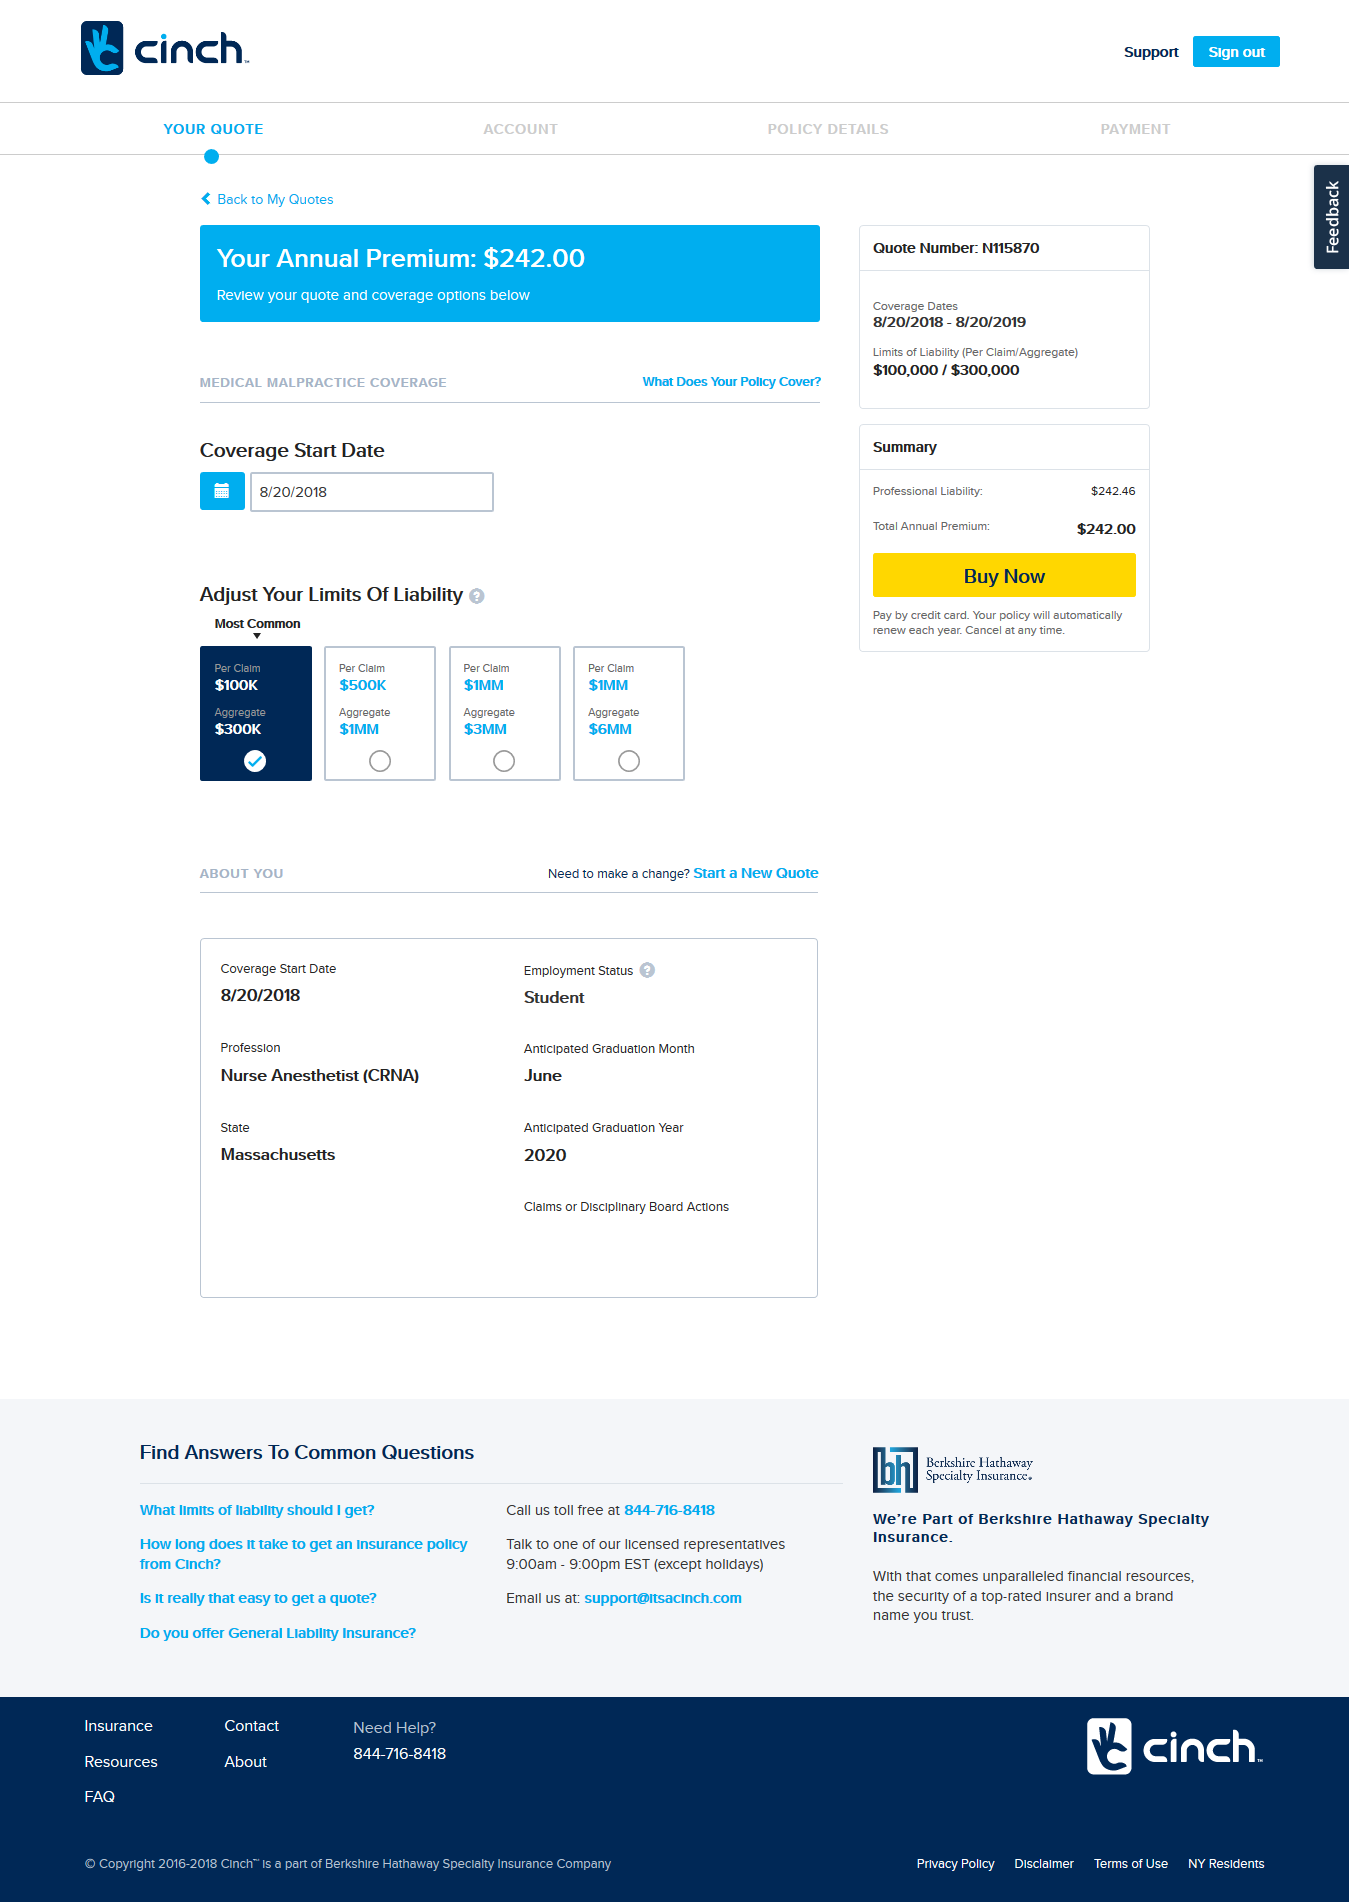 cinch™
Support
Sign out
YOUR QUOTE
ACCOUNT
POLICY DETAILS
PAYMENT
Feedback
Back to My Quotes
Your Annual Premium: $242.00
Review your quote and coverage options below
MEDICAL MALPRACTICE COVERAGE
What Does Your Policy Cover?
Coverage Start Date
8/20/2018
Adjust Your Limits Of Liability ?
Most Common
Per Claim
$100K
Aggregate
$300K
Per Claim
$500K
Aggregate
$1MM
Per Claim
$1MM
Aggregate
$3MM
Per Claim
$1MM
Aggregate
$6MM
Quote Number: N115870
Coverage Dates
8/20/2018 - 8/20/2019
Limits of Liability (Per Claim/Aggregate)
$100,000 / $300,000
Summary
Professional Liability: $242.46
Total Annual Premium: $242.00
Buy Now
Pay by credit card. Your policy will automatically
renew each year. Cancel at any time.
ABOUT YOU
Need to make a change? Start a New Quote
Coverage Start Date
8/20/2018
Profession
Nurse Anesthetist (CRNA)
State
Massachusetts
Employment Status ?
Student
Anticipated Graduation Month
June
Anticipated Graduation Year
2020
Claims or Disciplinary Board Actions
Find Answers To Common Questions
What limits of liability should I get?
How long does it take to get an insurance policy
from Cinch?
Is it really that easy to get a quote?
Do you offer General Liability Insurance?
Call us toll free at 844-716-8418
Talk to one of our licensed representatives
9:00am - 9:00pm EST (except holidays)
Email us at: support@itsacinch.com
bh
Berkshire Hathaway
Specialty Insurance.
We're Part of Berkshire Hathaway Specialty
Insurance.
With that comes unparalleled financial resources,
the security of a top-rated insurer and a brand
name you trust.
Insurance
Resources
FAQ
Contact
About
Need Help?
844-716-8418
cinch™
© Copyright 2016-2018 Cinch™ is a part of Berkshire Hathaway Specialty Insurance Company
Privacy Policy
Disclaimer
Terms of Use
NY Residents